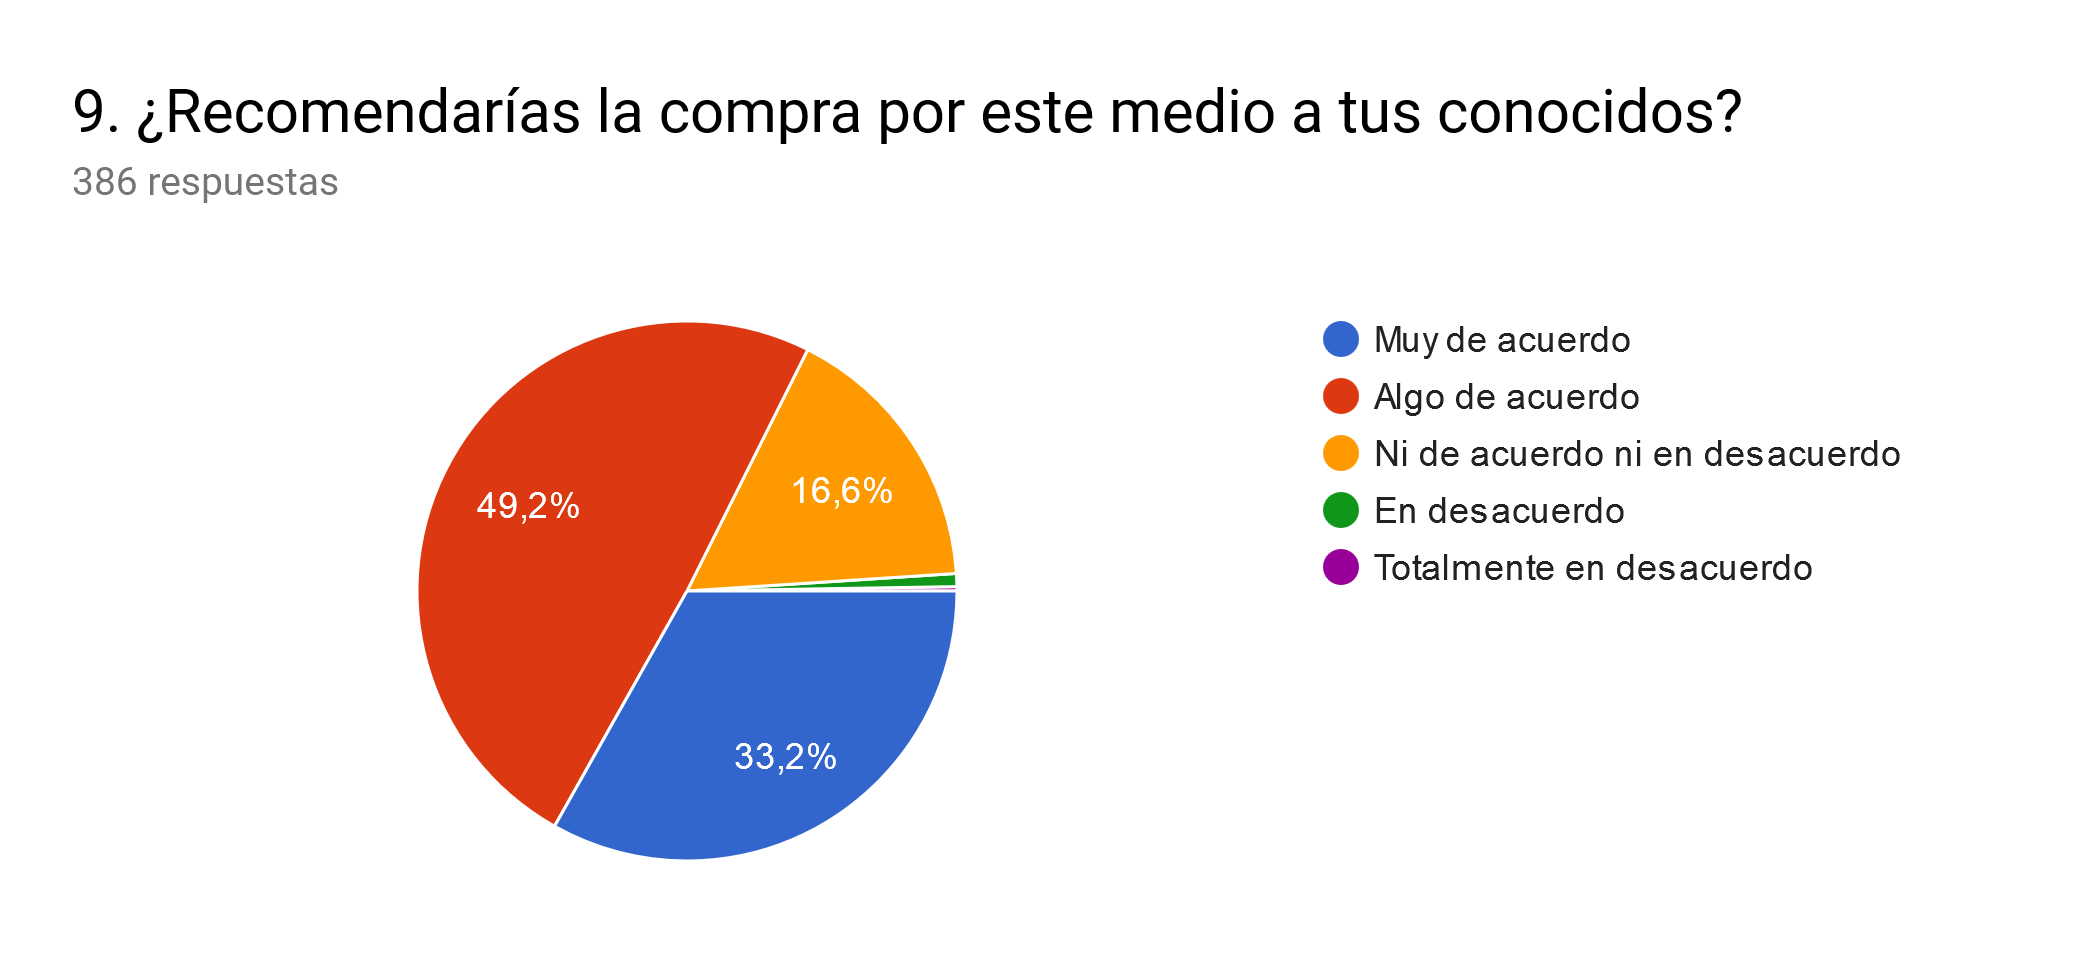 9. ¿Recomendarías la compra por este medio a tus conocidos?
386 respuestas
49,2%
16,6%
33,2%
Muy de acuerdo
Algo de acuerdo
Ni de acuerdo ni en desacuerdo
En desacuerdo
Totalmente en desacuerdo